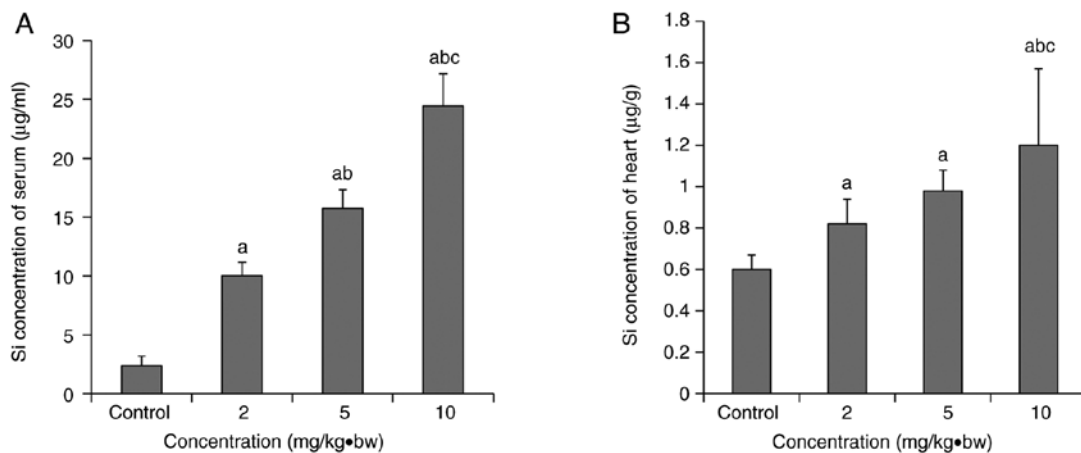 A
Si concentration of serum (µg/ml)
30
25
20
15
10
5
0
a
ab
abc
Control 2 5 10
Concentration (mg/kg•bw)
B
Si concentration of heart (µg/g)
1.8
1.6
1.4
1.2
1
0.8
0.6
0.4
0.2
0
a
a
abc
Control 2 5 10
Concentration (mg/kg•bw)